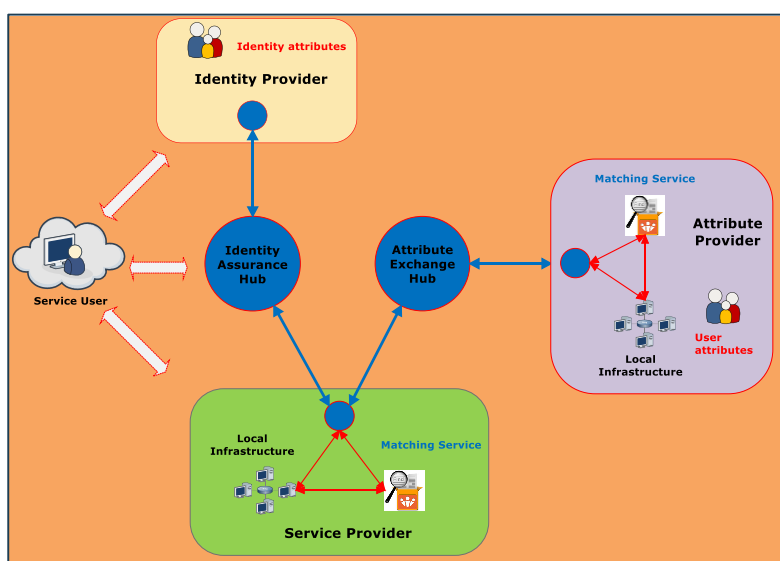 Identity attributes
Identity Provider
Matching Service
Attribute
Provider
Identity
Assurance
Hub
Attribute
Exchange
Hub
Service User
User
attributes
Local
Infrastructure
Local
Infrastructure
Matching Service
Service Provider